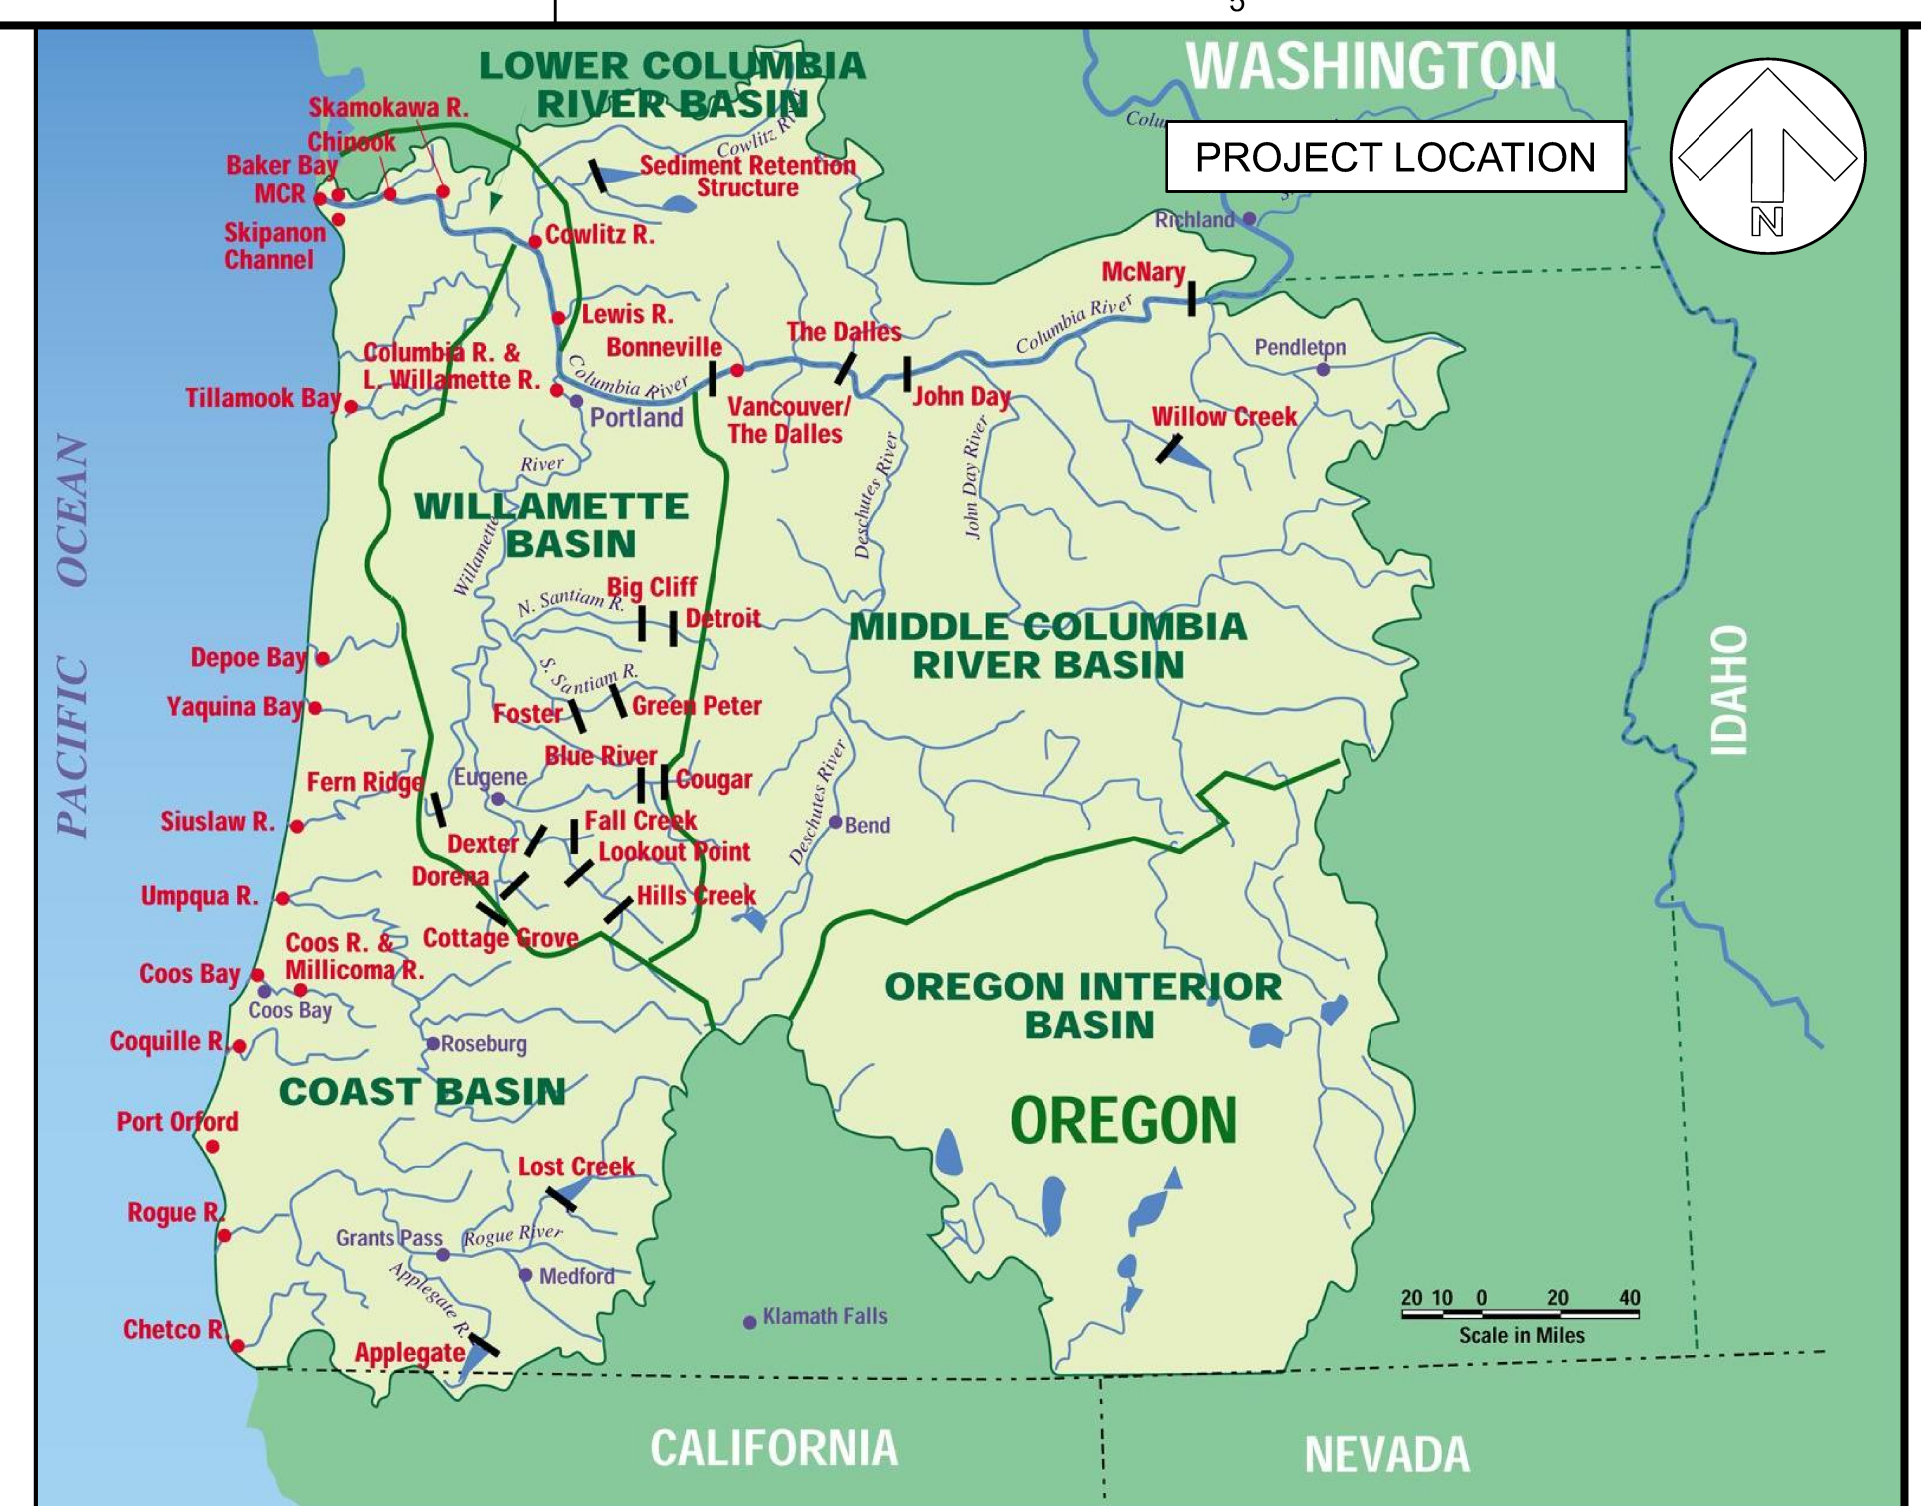 5
LOWER COLUMBIA
RIVER BASIN
WASHINGTON
PROJECT LOCATION
N
Skamokawa R.
Chinook
Baker Bay
MCR
Skipanon
Channel
Cowlitz River
Sediment Retention
Structure
Cowlitz R.
Richland
McNary
Lewis R.
Bonneville
The Dalles
Columbia River
Pendleton
Columbia R. &
L. Willamette R.
Columbia River
Tillamook Bay
Portland
Vancouver/
The Dalles
John Day
Willow Creek
PACIFIC OCEAN
River
Willamette
WILLAMETTE
BASIN
Deschutes River
John Day River
Big Cliff
N. Santiam R.
Detroit
MIDDLE COLUMBIA
RIVER BASIN
IDAHO
Depoe Bay
S. Santiam R.
Yaquina Bay
Foster
Green Peter
Blue River
Fern Ridge
Eugene
Cougar
Deschutes River
Siuslaw R.
Fall Creek
Bend
Dexter
Lookout Point
Dorena
Umpqua R.
Hills Creek
Cottage Grove
Coos R. &
Millicoma R.
Coos Bay
Coos Bay
OREGON INTERIOR
BASIN
Coquille R.
Roseburg
COAST BASIN
OREGON
Port Orford
Lost Creek
Rogue R.
Grants Pass
Rogue River
Applegate R.
Medford
Klamath Falls
20 10 0 20 40
Scale in Miles
Chetco R.
Applegate
CALIFORNIA
NEVADA